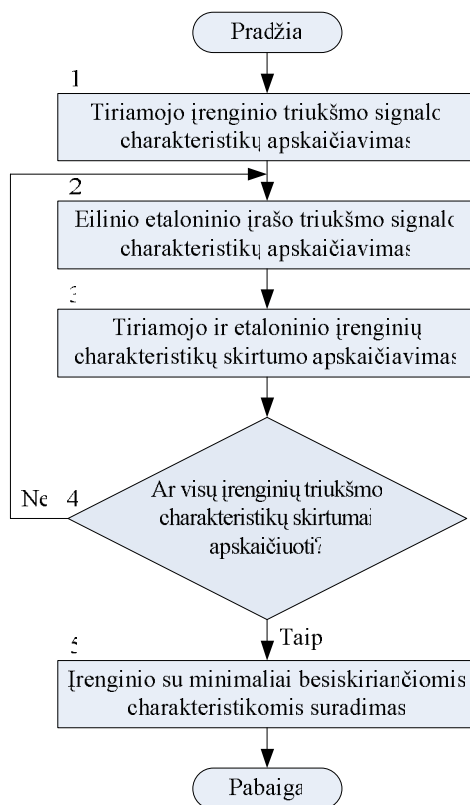 Pradžia
1
Tiriamojo įrenginio triukšmo signalo
charakteristikų apskaičiavimas
2
Eilinio etaloninio įrašo triukšmo signalo
charakteristikų apskaičiavimas
3
Tiriamojo ir etaloninio įrenginių
charakteristikų skirtumo apskaičiavimas
Ne 4
Ar visų įrenginių triukšmo
charakteristikų skirtumai
apskaičiuoti?
5
Taip
Įrenginio su minimaliai besiskiriančiomis
charakteristikomis suradimas
Pabaiga